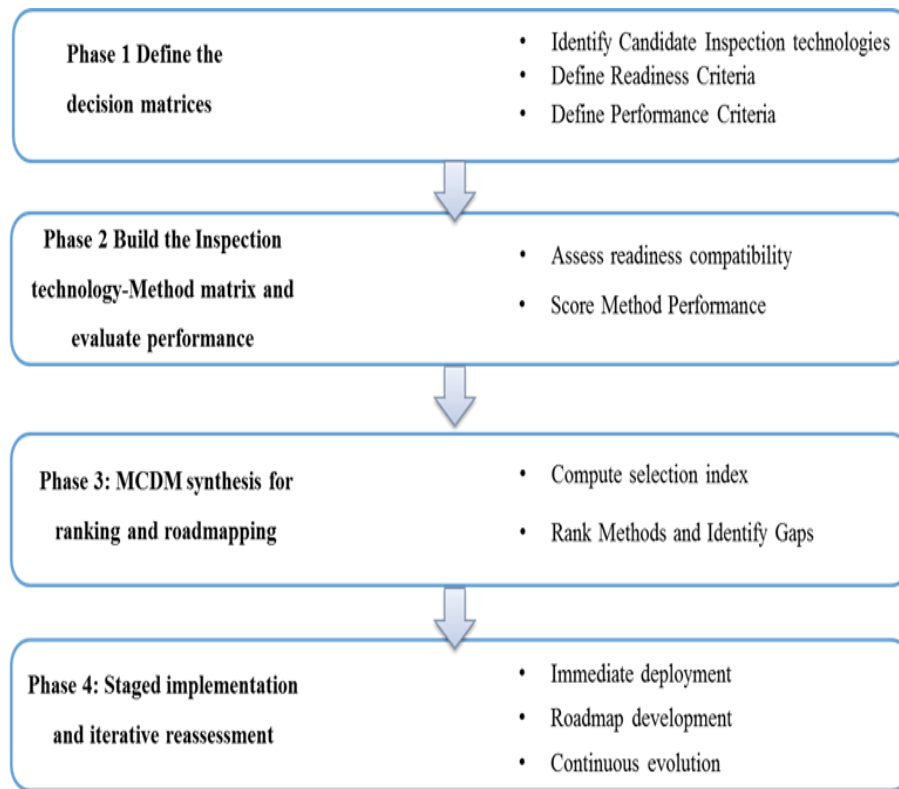 Phase 1 Define the
decision matrices
• Identify Candidate Inspection technologies
• Define Readiness Criteria
• Define Performance Criteria
Phase 2 Build the Inspection
technology-Method matrix and
evaluate performance
• Assess readiness compatibility
• Score Method Performance
Phase 3: MCDM synthesis for
ranking and roadmapping
• Compute selection index
• Rank Methods and Identify Gaps
Phase 4: Staged implementation
and iterative reassessment
• Immediate deployment
• Roadmap development
• Continuous evolution